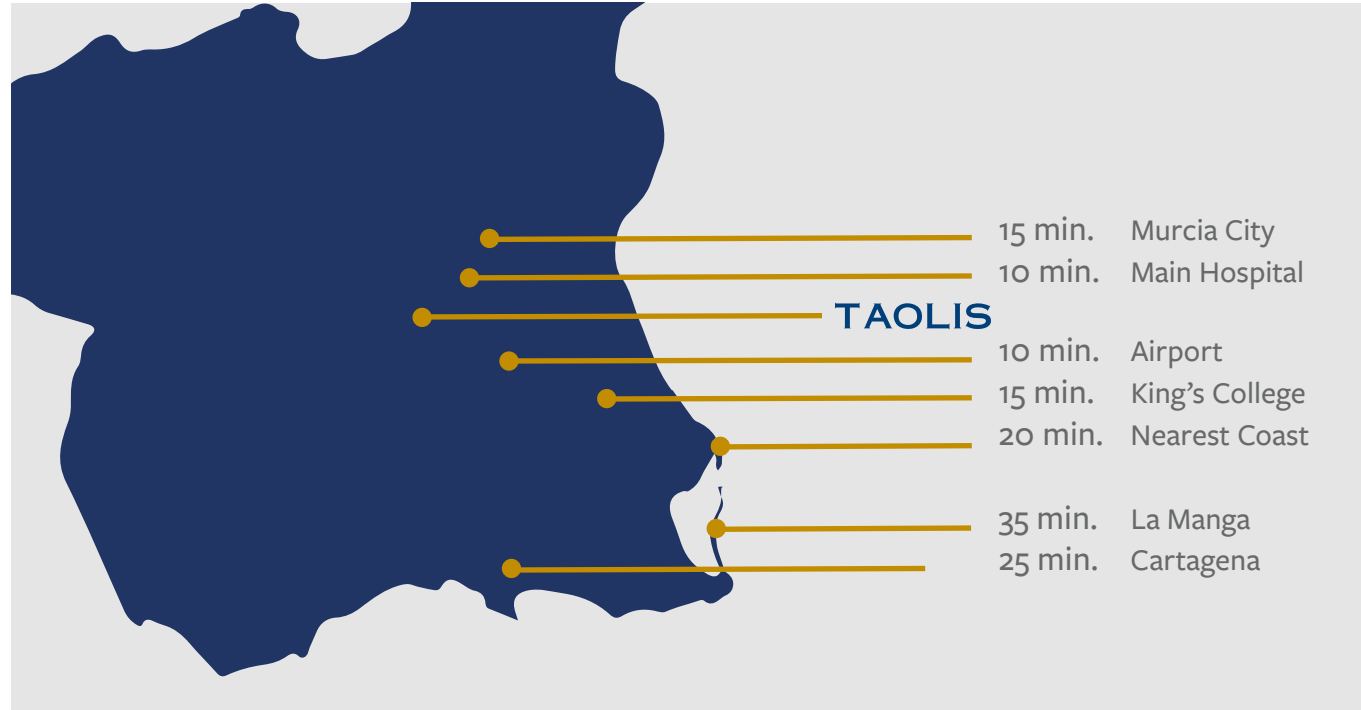 15 min. Murcia City
10 min. Main Hospital
TAOLIS
10 min. Airport
15 min. King's College
20 min. Nearest Coast
35 min. La Manga
25 min. Cartagena